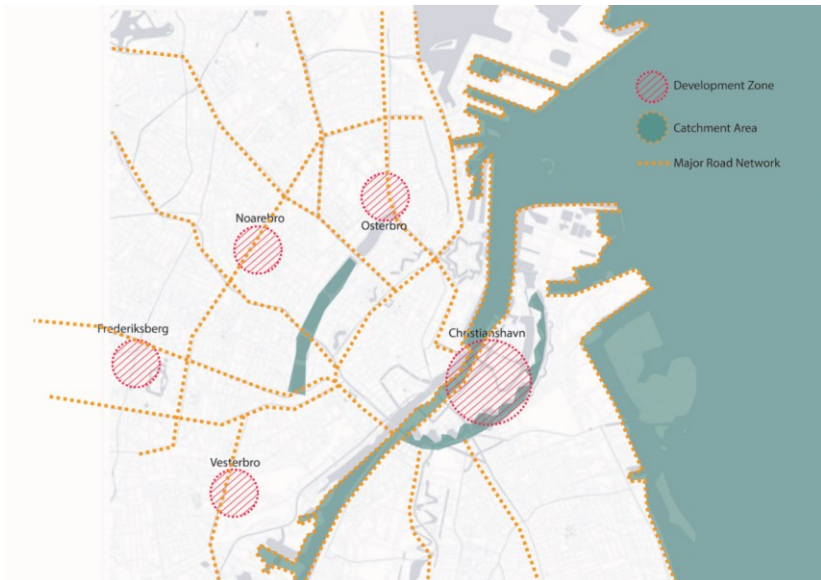 Development Zone
Catchment Area
Major Road Network
Noarebro
Osterbro
Frederiksberg
Christianshavn
Vesterbro